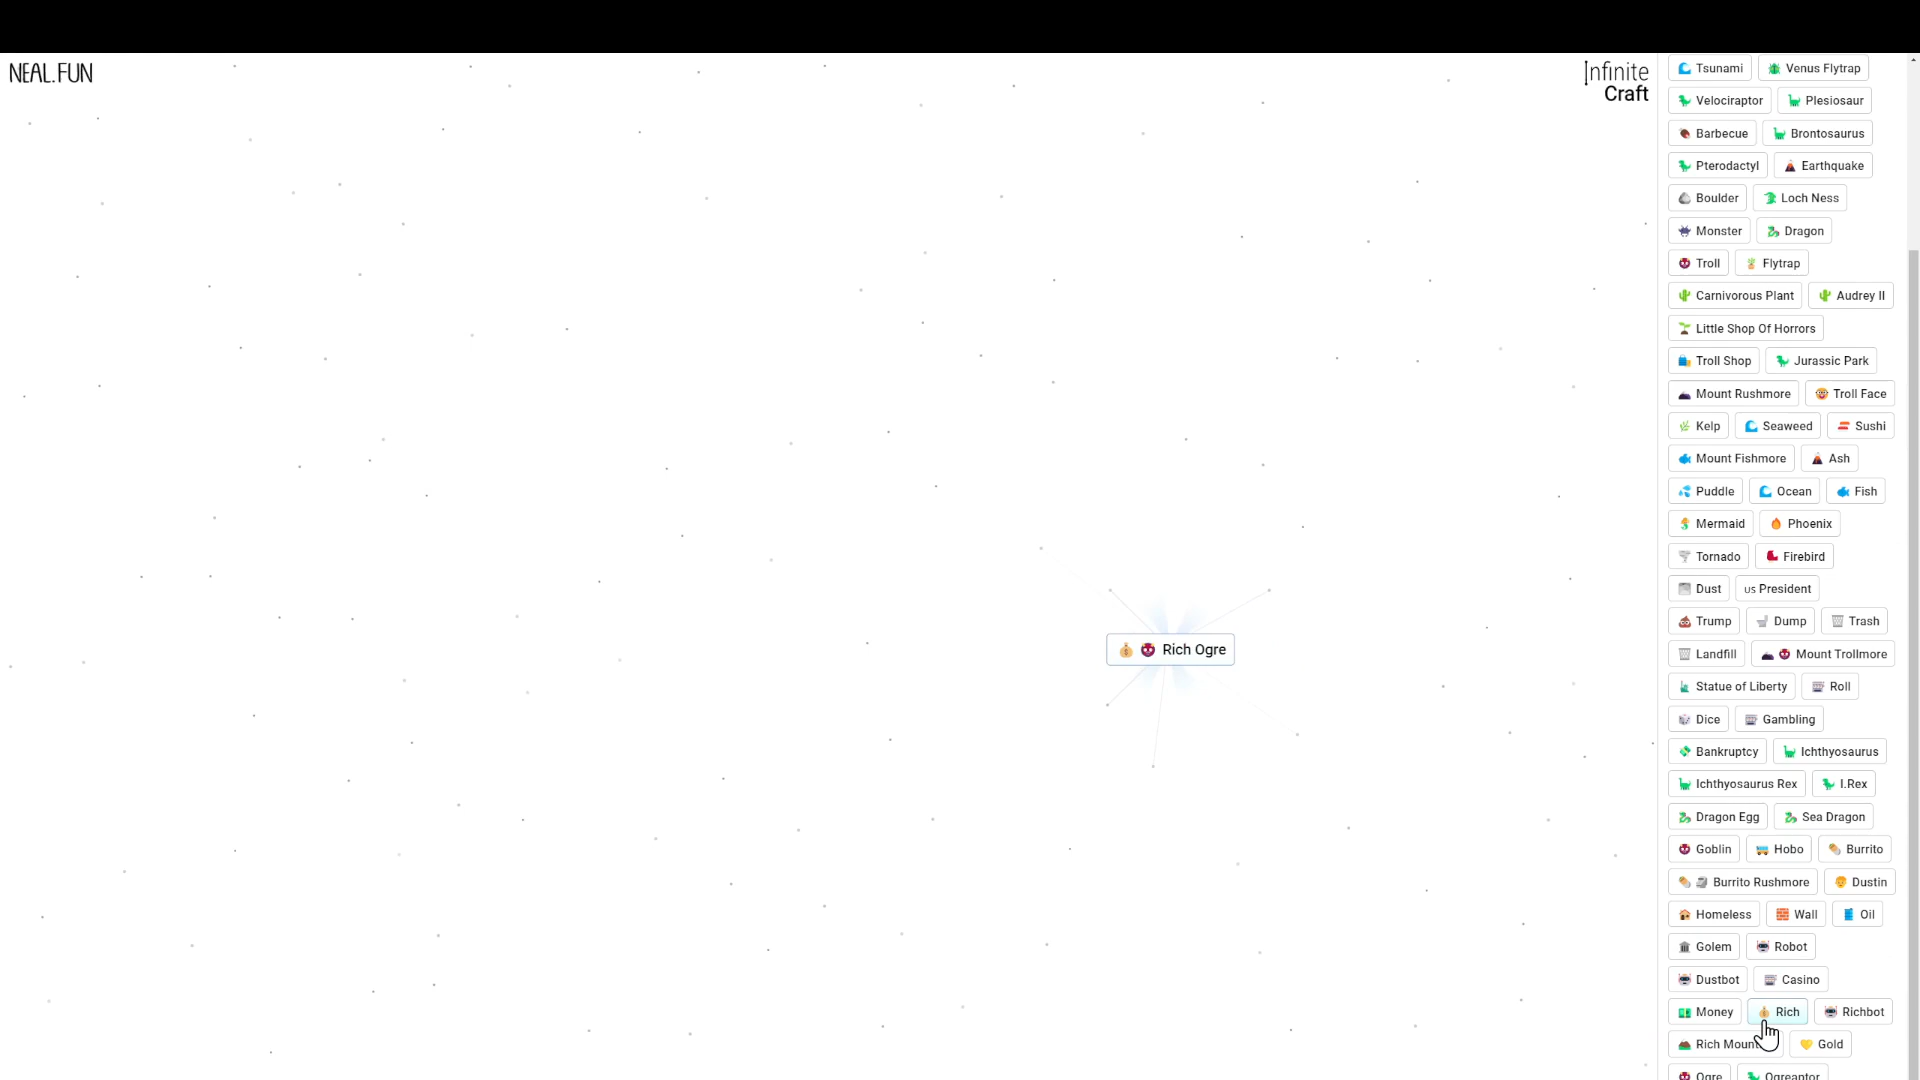 NEAL.FUN
Infinite
Craft
Tsunami Venus Flytrap
Velociraptor Plesiosaur
Barbecue Brontosaurus
Pterodactyl Earthquake
Boulder Loch Ness
Monster Dragon
Troll Flytrap
Carnivorous Plant Audrey II
Little Shop Of Horrors
Troll Shop Jurassic Park
Mount Rushmore Troll Face
Kelp Seaweed Sushi
Mount Fishmore Ash
Puddle Ocean Fish
Mermaid Phoenix
Tornado Firebird
Dust US President
Trump Dump Trash
Rich Ogre
Landfill Mount Trollmore
Statue of Liberty Roll
Dice Gambling
Bankruptcy Ichthyosaurus
Ichthyosaurus Rex I.Rex
Dragon Egg Sea Dragon
Goblin Hobo Burrito
Burrito Rushmore Dustin
Homeless Wall Oil
Golem Robot
Dustbot Casino
Money Rich Richbot
Rich Gold
Ogre Ogreaptor